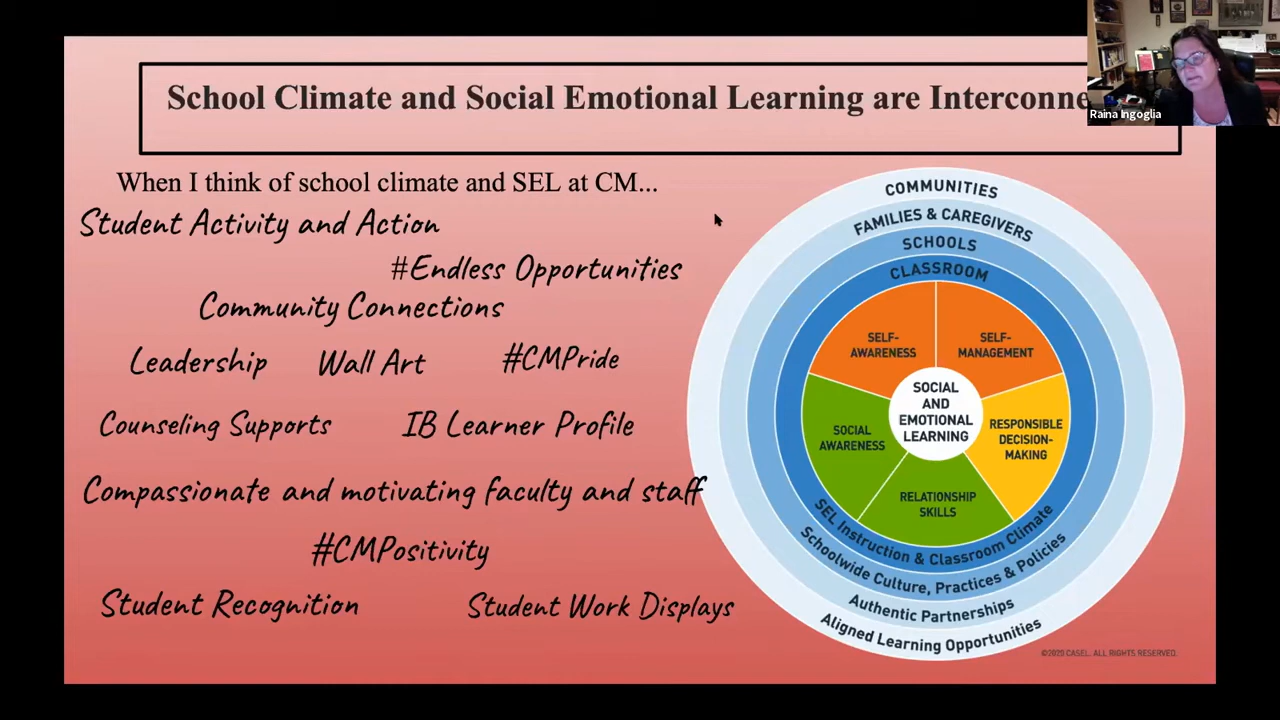 School Climate and Social Emotional Learning are Interconne
Raina Ingoglia
When I think of school climate and SEL at CM...
Student Activity and Action
#Endless Opportunities
Community Connections
Leadership
Wall Art
#CMPride
Counseling Supports
IB Learner Profile
Compassionate and motivating faculty and staff
#CMPositivity
Student Recognition
Student Work Displays
COMMUNITIES
FAMILIES & CAREGIVERS
SCHOOLS
CLASSROOM
SELF-
AWARENESS
SELF-
MANAGEMENT
SOCIAL
AND
EMOTIONAL
LEARNING
RESPONSIBLE
DECISION-
MAKING
SOCIAL
AWARENESS
RELATIONSHIP
SKILLS
SEL Instruction & Classroom Climate
Schoolwide Culture, Practices & Policies
Authentic Partnerships
Aligned Learning Opportunities
©2020 CASEL. ALL RIGHTS RESERVED.